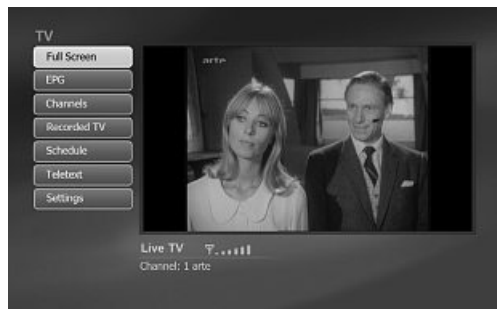 TV
Full Screen
EPG
Channels
Recorded TV
Schedule
Teletext
Settings
arte
Live TV
Channel: 1 arte